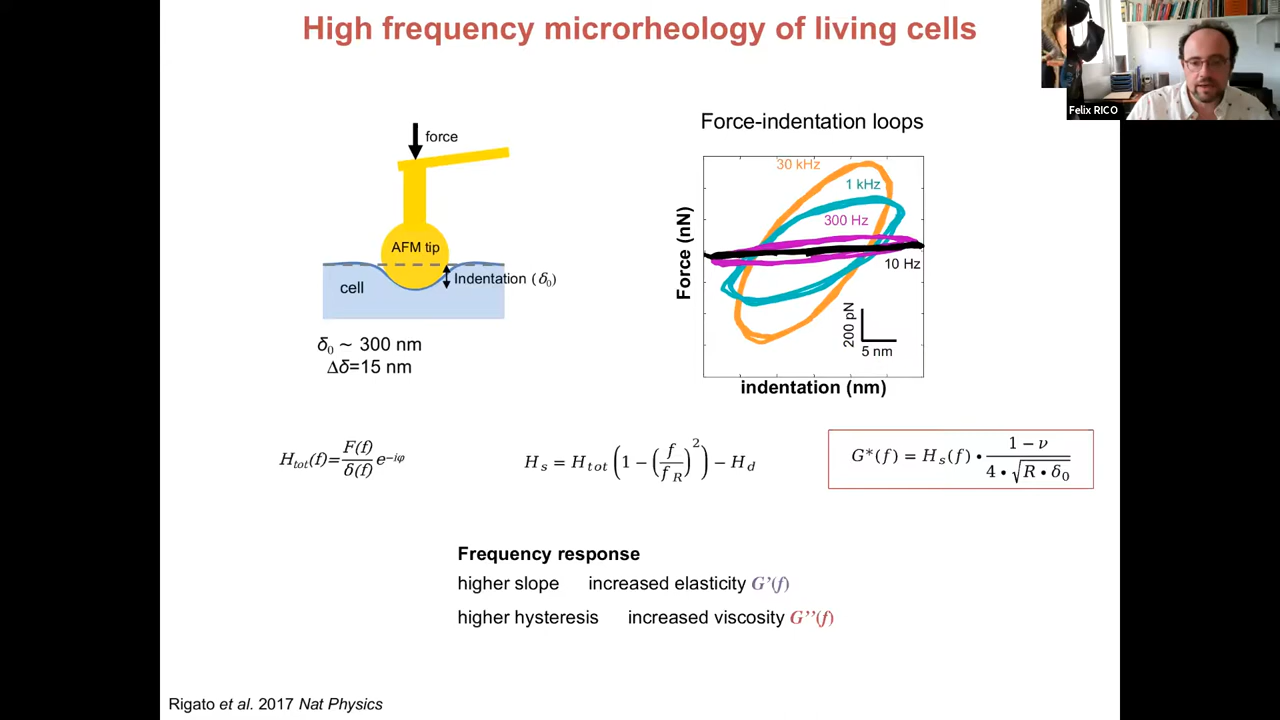 High frequency microrheology of living cells
Felix RICO
force
AFM tip
Indentation (δ₀)
cell
δ₀ ~ 300 nm
Δδ=15 nm
Force-indentation loops
30 kHz
1 kHz
300 Hz
10 Hz
Force (nN)
200 pN
5 nm
indentation (nm)
H_tot(f)=F(f)/δ(f) e^−iφ
H_s = H_tot (1 − (f/f_R)²) − H_d
G*(f) = H_s(f) • (1 − ν)/(4 • √(R • δ₀))
Frequency response
higher slope increased elasticity G’(f)
higher hysteresis increased viscosity G’’(f)
Rigato et al. 2017 Nat Physics